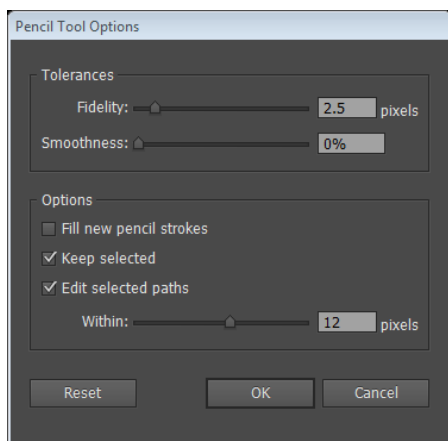 Pencil Tool Options
Tolerances
Fidelity: 2.5 pixels
Smoothness: 0%
Options
Fill new pencil strokes
Keep selected
Edit selected paths
Within: 12 pixels
Reset OK Cancel